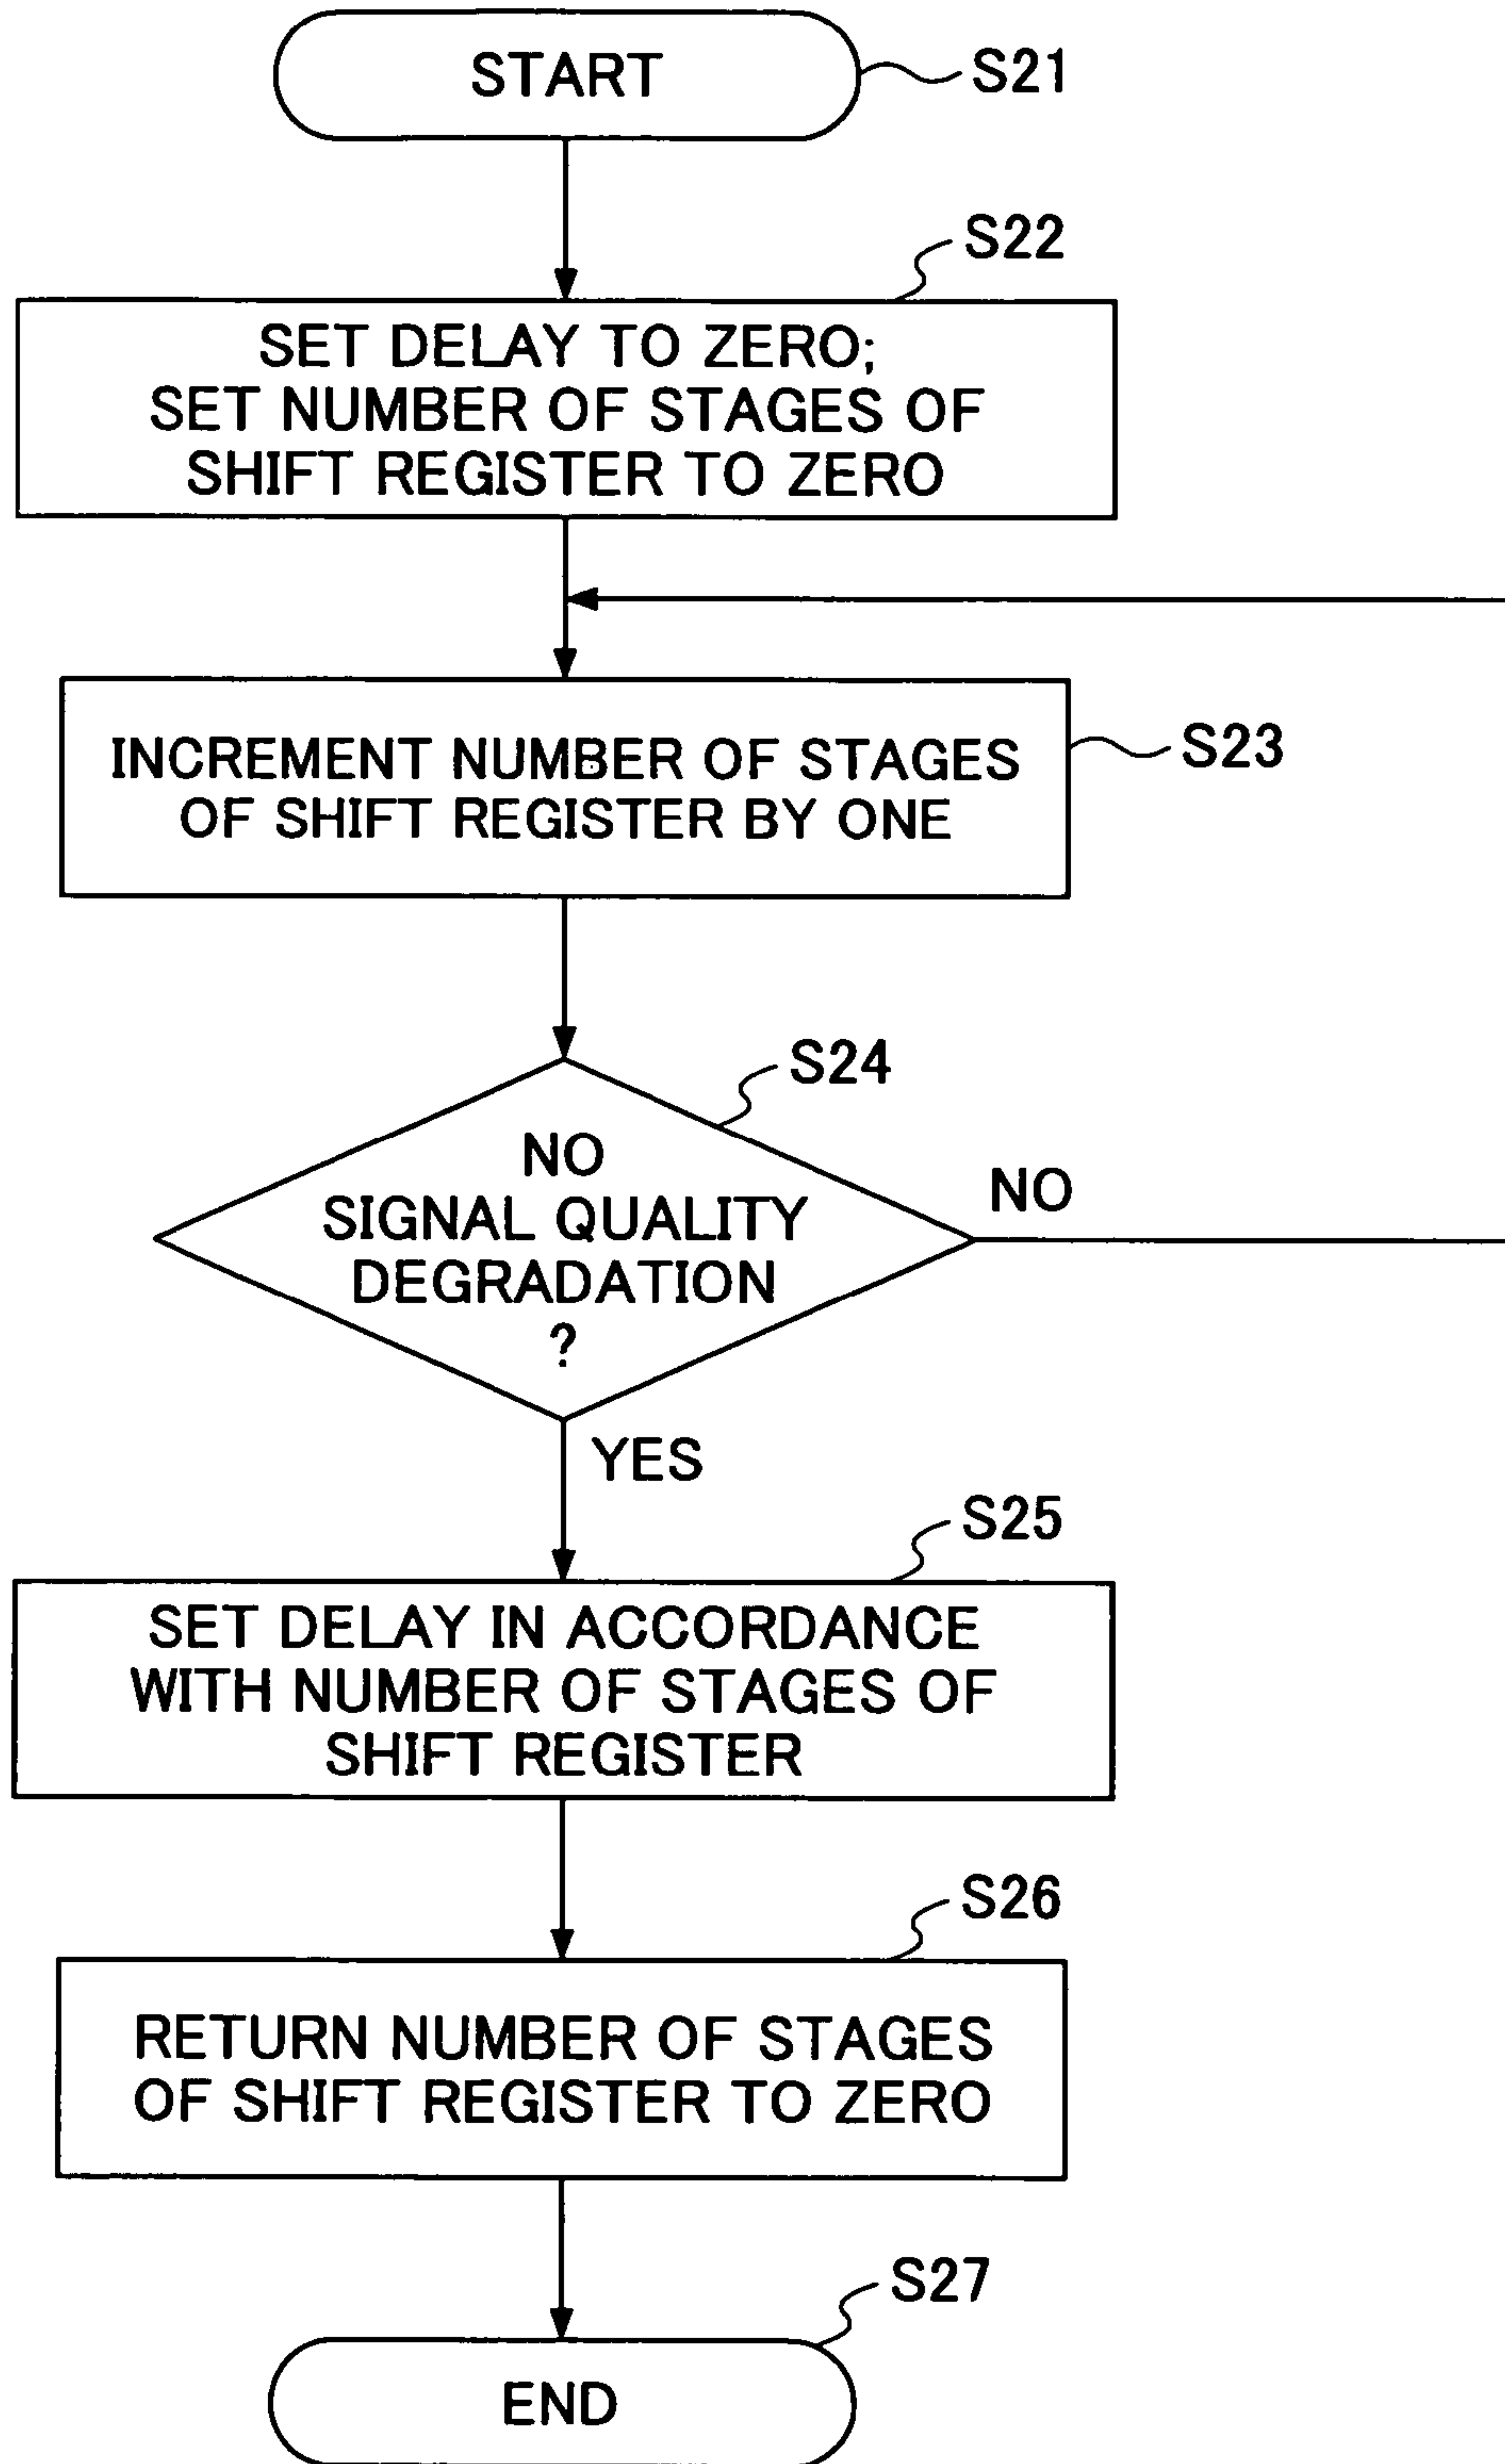 START
S21
S22
SET DELAY TO ZERO;
SET NUMBER OF STAGES OF
SHIFT REGISTER TO ZERO
INCREMENT NUMBER OF STAGES
OF SHIFT REGISTER BY ONE
S23
S24
NO
SIGNAL QUALITY
DEGRADATION
?
NO
YES
S25
SET DELAY IN ACCORDANCE
WITH NUMBER OF STAGES OF
SHIFT REGISTER
S26
RETURN NUMBER OF STAGES
OF SHIFT REGISTER TO ZERO
S27
END